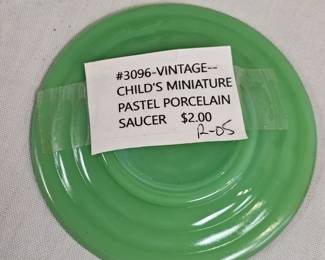 #3096-VINTAGE--
CHILD'S MINIATURE
PASTEL PORCELAIN
SAUCER $2.00
R-05